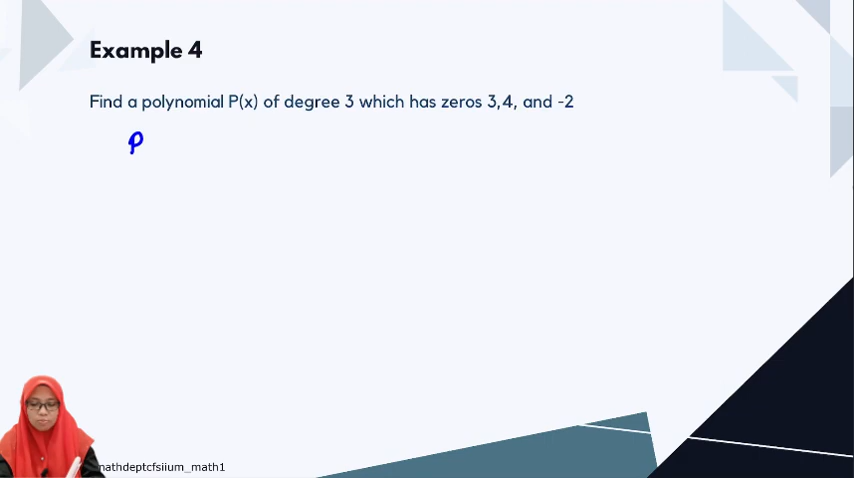 Example 4
Find a polynomial P(x) of degree 3 which has zeros 3,4, and -2
P
nathdeptcfsiium_math1